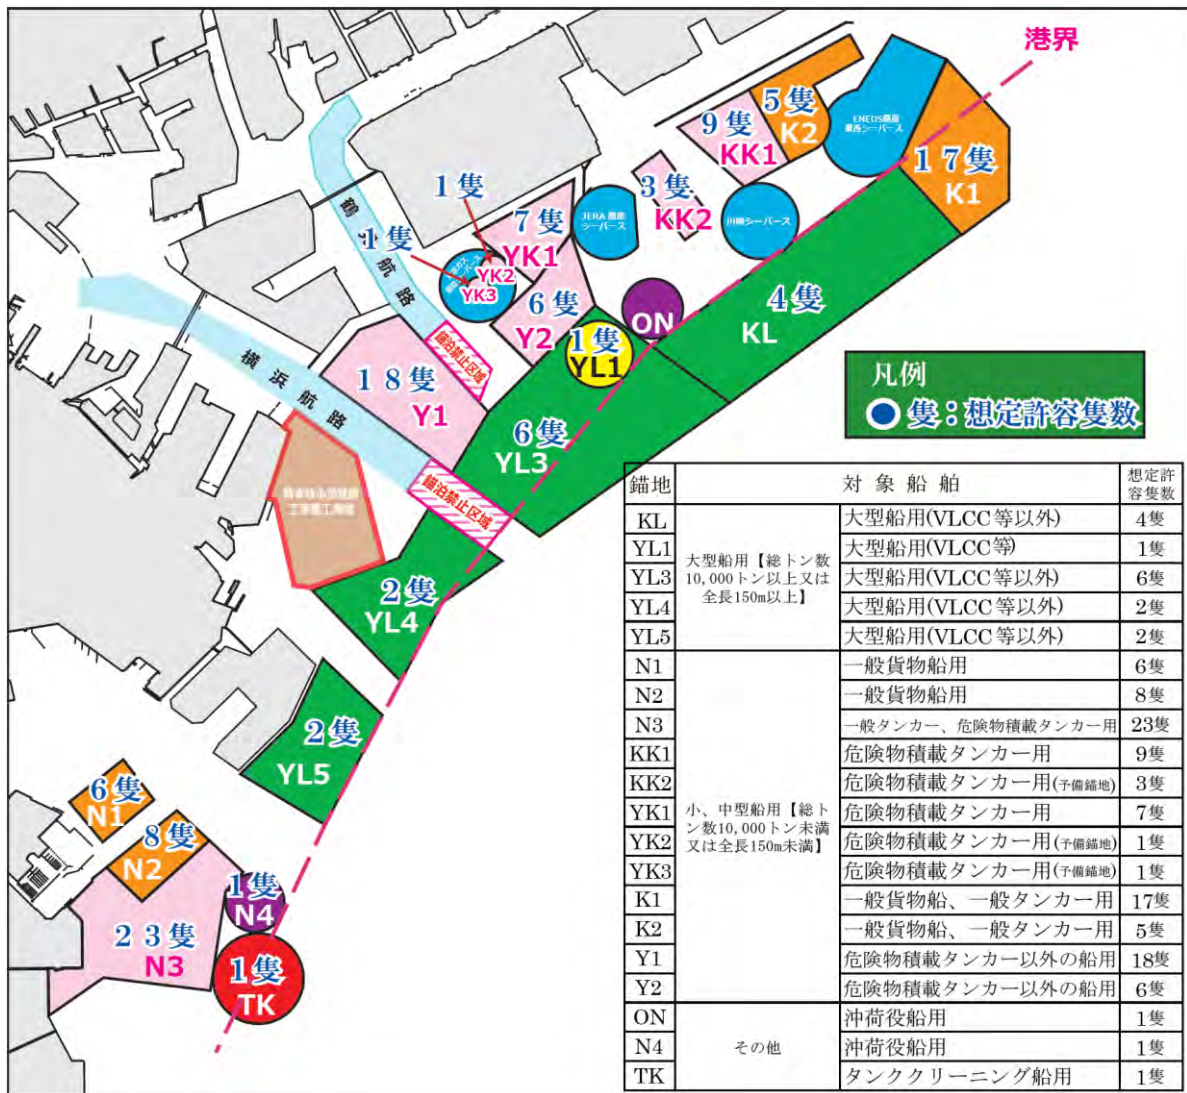 港界
5隻
K2
9隻
KK1
ENEOS扇島
東西シーバース
17隻
K1
3隻
KK2
川崎シーバース
1隻
7隻
YK1
JERA 扇島
シーバース
1隻
YK2
YK3
鶴
航
路
6隻
Y2
ON
4隻
KL
1隻
YL1
横
浜
航
路
錨泊禁止区域
18隻
Y1
6隻
YL3
錨泊禁止区域
2隻
YL4
2隻
YL5
6隻
N1
8隻
N2
1隻
N4
23隻
N3
1隻
TK
凡例
隻：想定許容隻数
錨地 対象船舶 想定許容隻数
大型船用【総トン数
10,000トン以上又は
全長150m以上】
KL 大型船用(VLCC等以外) 4隻
YL1 大型船用(VLCC等) 1隻
YL3 大型船用(VLCC等以外) 6隻
YL4 大型船用(VLCC等以外) 2隻
YL5 大型船用(VLCC等以外) 2隻
小、中型船用【総ト
ン数10,000トン未満
又は全長150m未満】
N1 一般貨物船用 6隻
N2 一般貨物船用 8隻
N3 一般タンカー、危険物積載タンカー用 23隻
KK1 危険物積載タンカー用 9隻
KK2 危険物積載タンカー用(予備錨地) 3隻
YK1 危険物積載タンカー用 7隻
YK2 危険物積載タンカー用(予備錨地) 1隻
YK3 危険物積載タンカー用(予備錨地) 1隻
K1 一般貨物船、一般タンカー用 17隻
K2 一般貨物船、一般タンカー用 5隻
Y1 危険物積載タンカー以外の船用 18隻
Y2 危険物積載タンカー以外の船用 6隻
その他
ON 沖荷役船用 1隻
N4 沖荷役船用 1隻
TK タンククリーニング船用 1隻